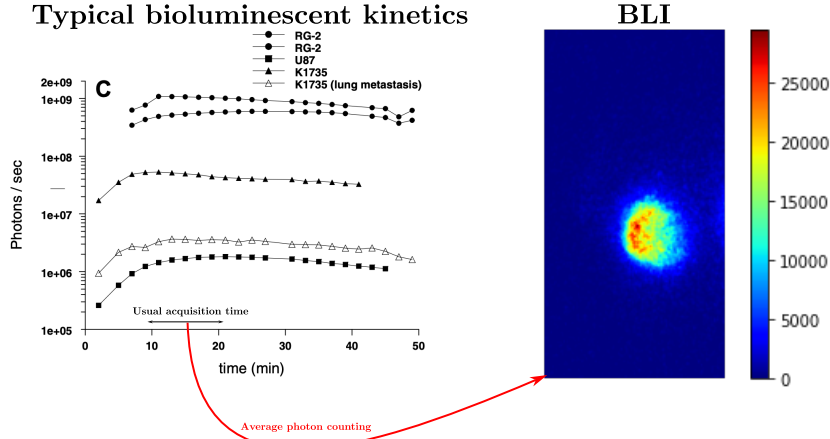 Typical bioluminescent kinetics
BLI
RG-2
RG-2
U87
K1735
K1735 (lung metastasis)
C
2e+09
1e+09
1e+08
1e+07
1e+06
1e+05
Photons / sec
Usual acquisition time
0
10
20
30
40
50
time (min)
Average photon counting
25000
20000
15000
10000
5000
0